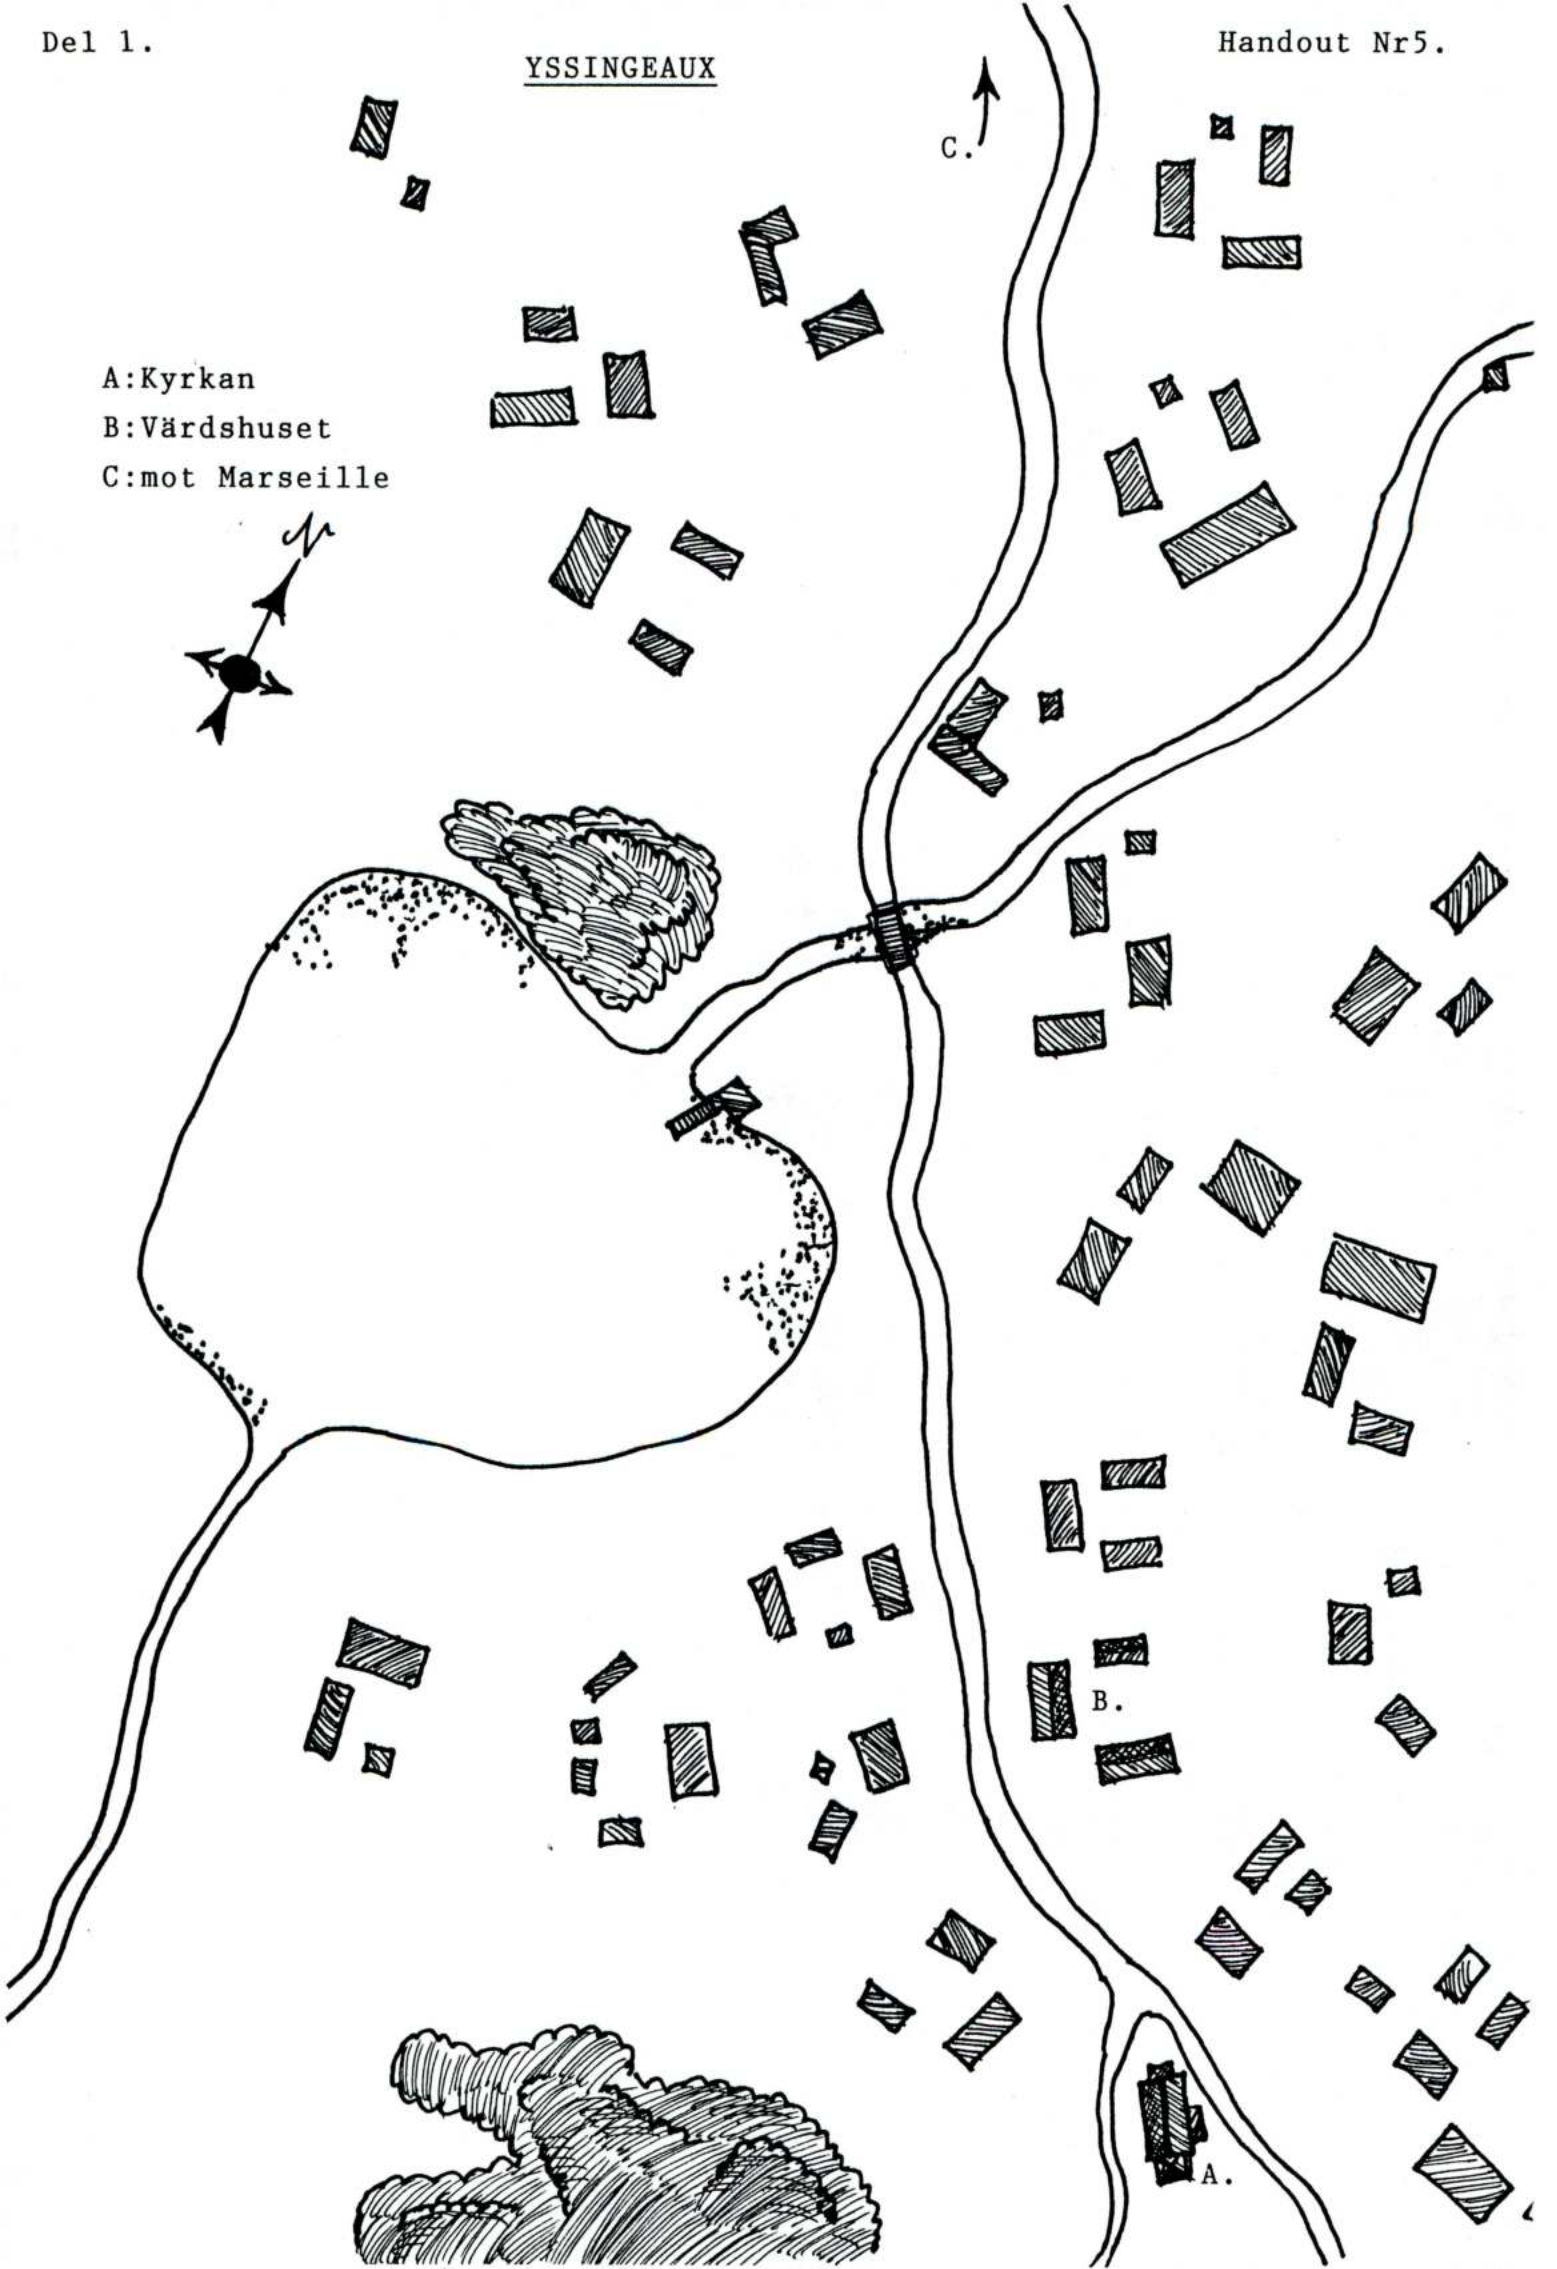 Del 1.
YSSINGEAUX
Handout Nr5.
C.
A:Kyrkan
B:Värdshuset
C:mot Marseille
N
B.
A.